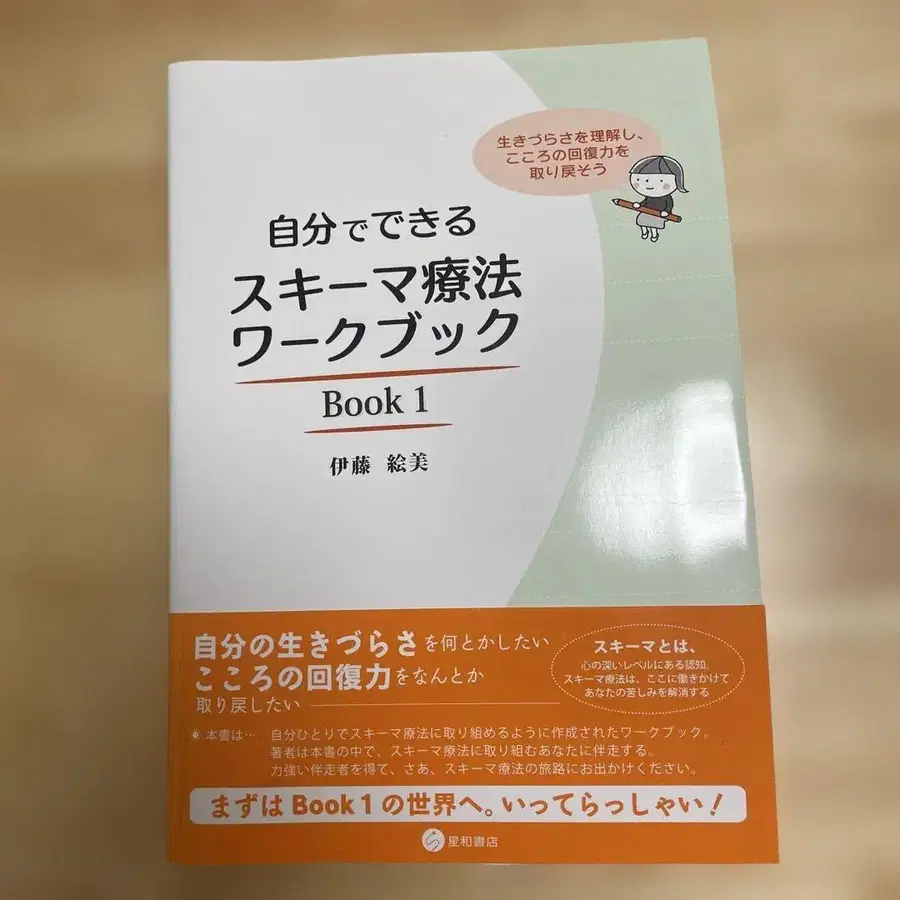 生きづらさを理解し、
こころの回復力を
取り戻そう
自分でできる
スキーマ療法
ワークブック
Book 1
伊藤 絵美
自分の生きづらさを何とかしたい
こころの回復力をなんとか
取り戻したい
スキーマとは、
心の深いレベルにある認知。
スキーマ療法は、ここに働きかけて
あなたの苦しみを解消する
◉ 本書は… 自分ひとりでスキーマ療法に取り組めるように作成されたワークブック。
著者は本書の中で、スキーマ療法に取り組むあなたに伴走する。
力強い伴走者を得て、さあ、スキーマ療法の旅路にお出かけください。
まずは Book 1 の世界へ。いってらっしゃい!
星和書店